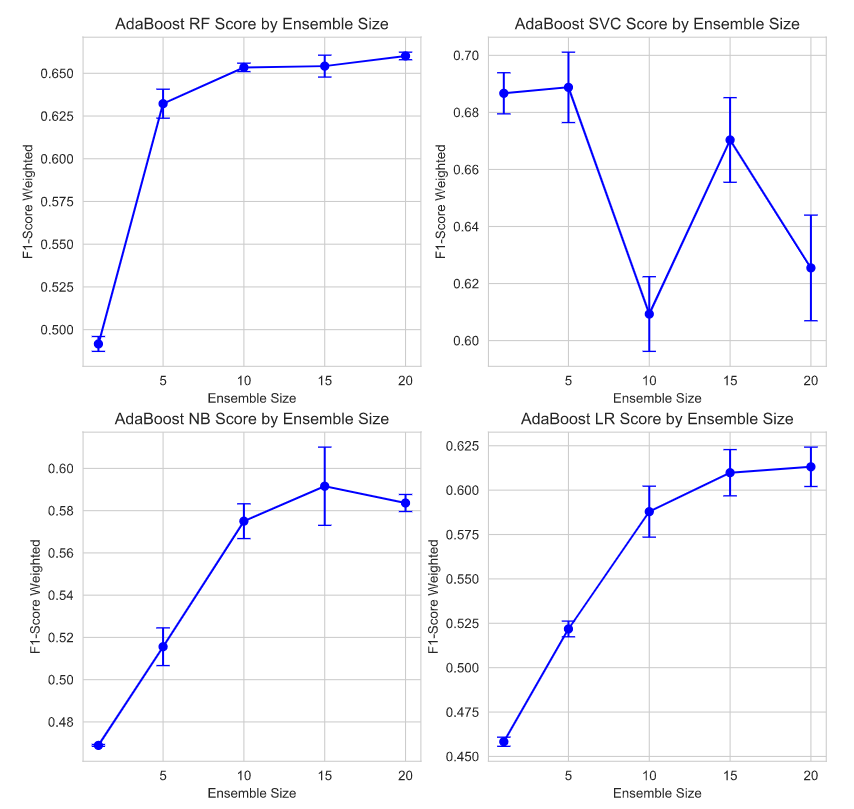 AdaBoost RF Score by Ensemble Size
F1-Score Weighted
0.650
0.625
0.600
0.575
0.550
0.525
0.500
5 10 15 20
Ensemble Size
AdaBoost SVC Score by Ensemble Size
F1-Score Weighted
0.70
0.68
0.66
0.64
0.62
0.60
5 10 15 20
Ensemble Size
AdaBoost NB Score by Ensemble Size
F1-Score Weighted
0.60
0.58
0.56
0.54
0.52
0.50
0.48
5 10 15 20
Ensemble Size
AdaBoost LR Score by Ensemble Size
F1-Score Weighted
0.625
0.600
0.575
0.550
0.525
0.500
0.475
0.450
5 10 15 20
Ensemble Size